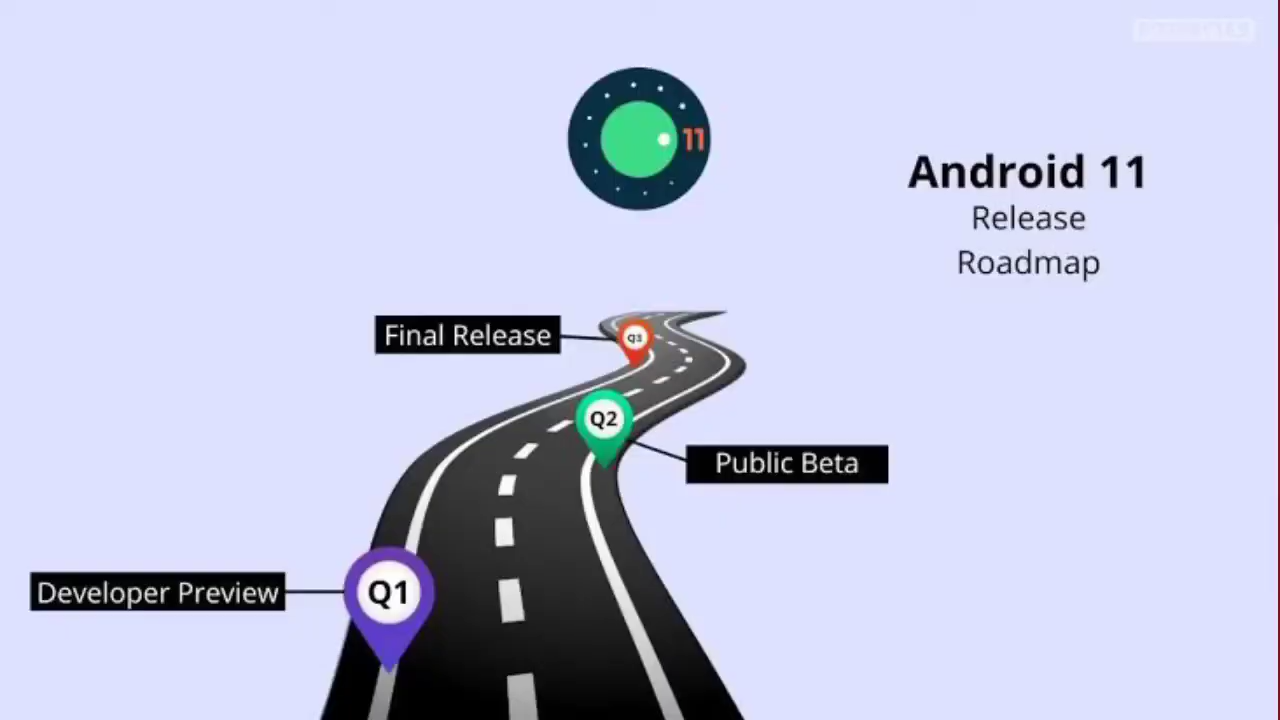 11
Android 11
Release
Roadmap
Final Release
Q3
Q2
Public Beta
Developer Preview
Q1